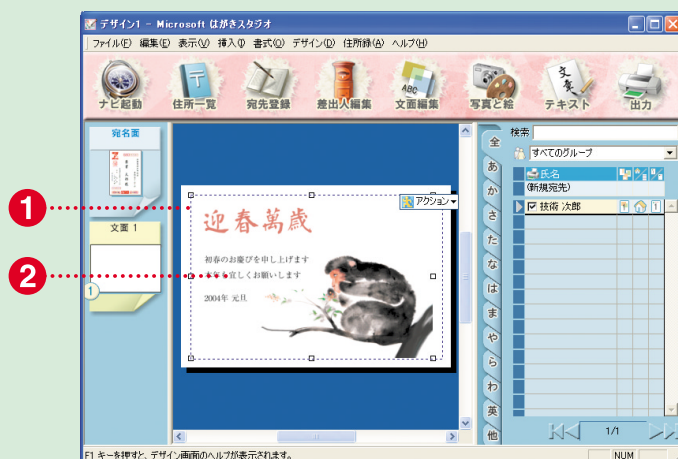 デザイン1 - Microsoft はがきスタジオ
ファイル(F) 編集(E) 表示(V) 挿入(I) 書式(O) デザイン(D) 住所録(A) ヘルプ(H)
ナビ起動 住所一覧 宛先登録 差出人編集 文面編集 写真と絵 テキスト 出力
宛名面
文面 1
1
1
2
アクション
迎春萬歳
初春のお慶びを申し上げます
本年も宜しくお願いします
2004年 元旦
全
あ
か
さ
た
な
は
ま
や
ら
わ
英
他
検索
すべてのグループ
氏名
(新規宛先)
技術 次郎 1
1/1
F1 キーを押すと、デザイン画面のヘルプが表示されます。 NUM